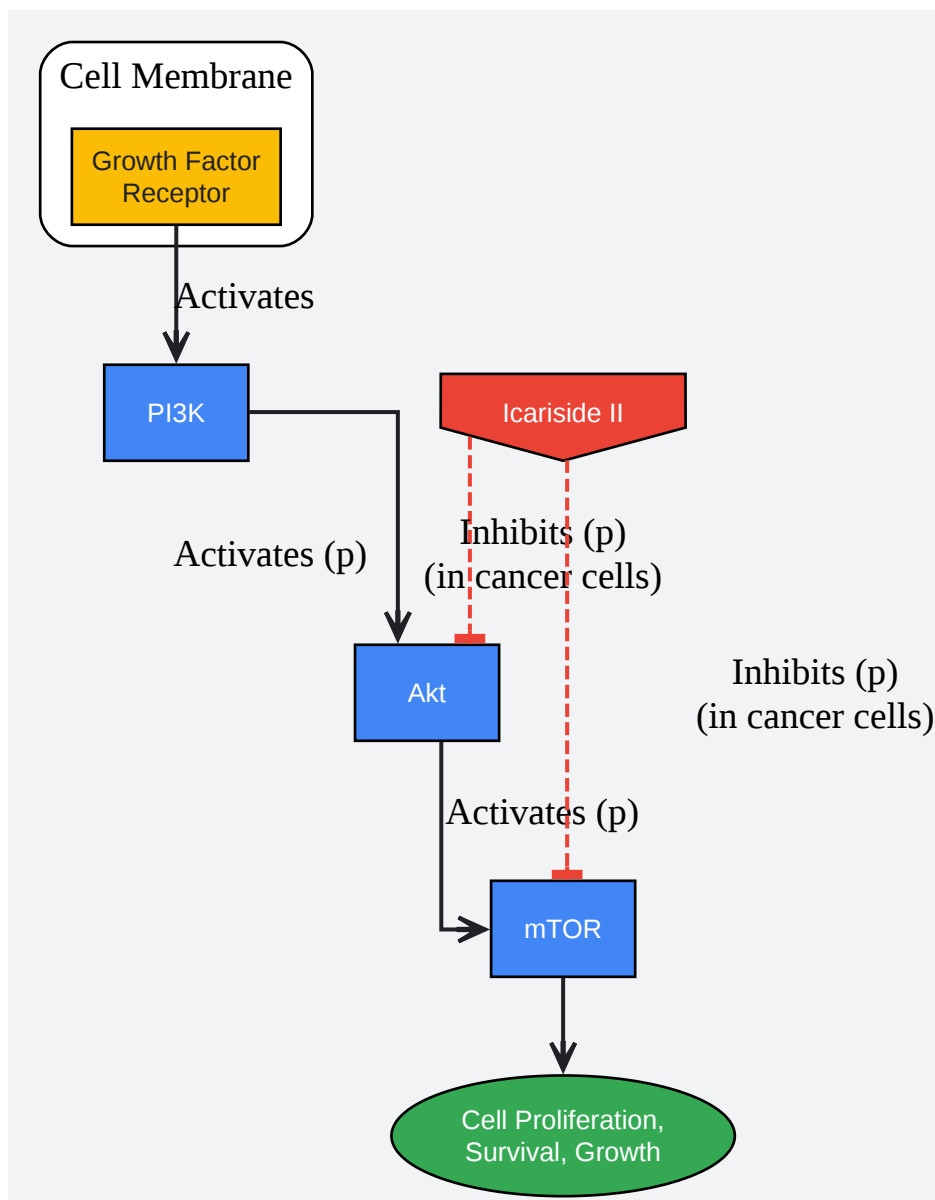 Cell Membrane
Growth Factor
Receptor
Activates
PI3K
Icariside II
Activates (p)
Inhibits (p)
(in cancer cells)
Akt
Inhibits (p)
(in cancer cells)
Activates (p)
mTOR
Cell Proliferation,
Survival, Growth